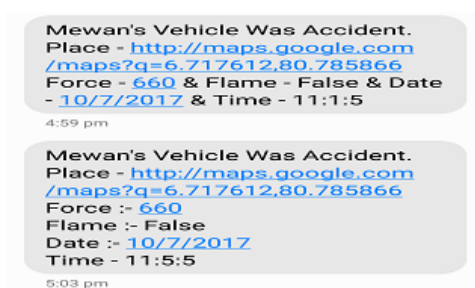 Mewan's Vehicle Was Accident.
Place - http://maps.google.com
/maps?q=6.717612,80.785866
Force - 660 & Flame - False & Date
- 10/7/2017 & Time - 11:1:5
4:59 pm
Mewan's Vehicle Was Accident.
Place - http://maps.google.com
/maps?q=6.717612,80.785866
Force :- 660
Flame :- False
Date :- 10/7/2017
Time - 11:5:5
5:03 pm